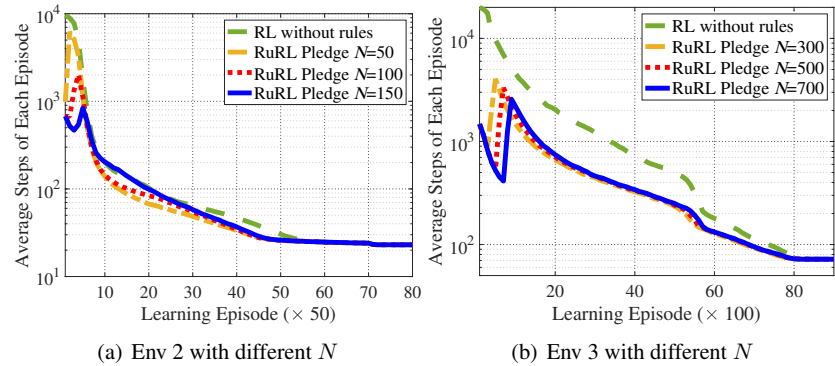 10^4
10^3
10^2
10^1
Average Steps of Each Episode
RL without rules
RuRL Pledge N=50
RuRL Pledge N=100
RuRL Pledge N=150
10 20 30 40 50 60 70 80
Learning Episode (× 50)
(a) Env 2 with different N
10^4
10^3
10^2
Average Steps of Each Episode
RL without rules
RuRL Pledge N=300
RuRL Pledge N=500
RuRL Pledge N=700
20 40 60 80
Learning Episode (× 100)
(b) Env 3 with different N